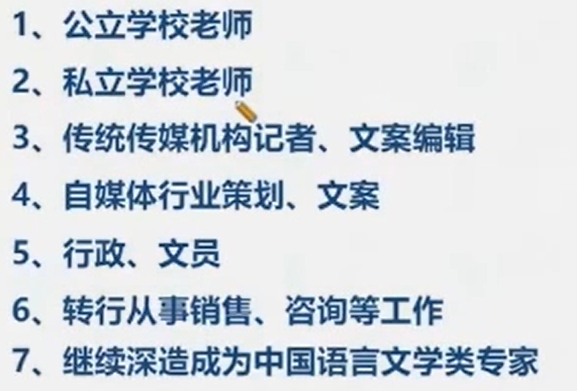 1、公立学校老师
2、私立学校老师
3、传统传媒机构记者、文案编辑
4、自媒体行业策划、文案
5、行政、文员
6、转行从事销售、咨询等工作
7、继续深造成为中国语言文学类专家